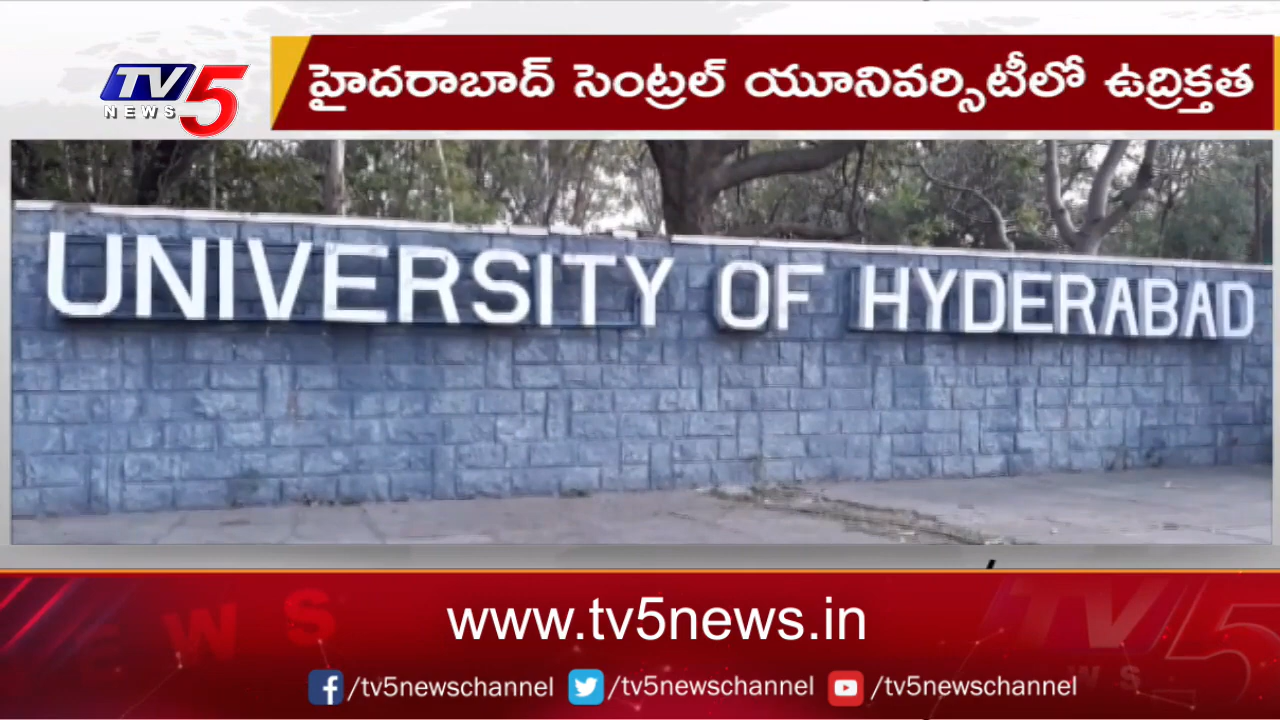 TV5
NEWS
హైదరాబాద్ సెంట్రల్ యూనివర్సిటీలో ఉద్రిక్తత
UNIVERSITY OF HYDERABAD
www.tv5news.in
/tv5newschannel /tv5newschannel /tv5newschannel